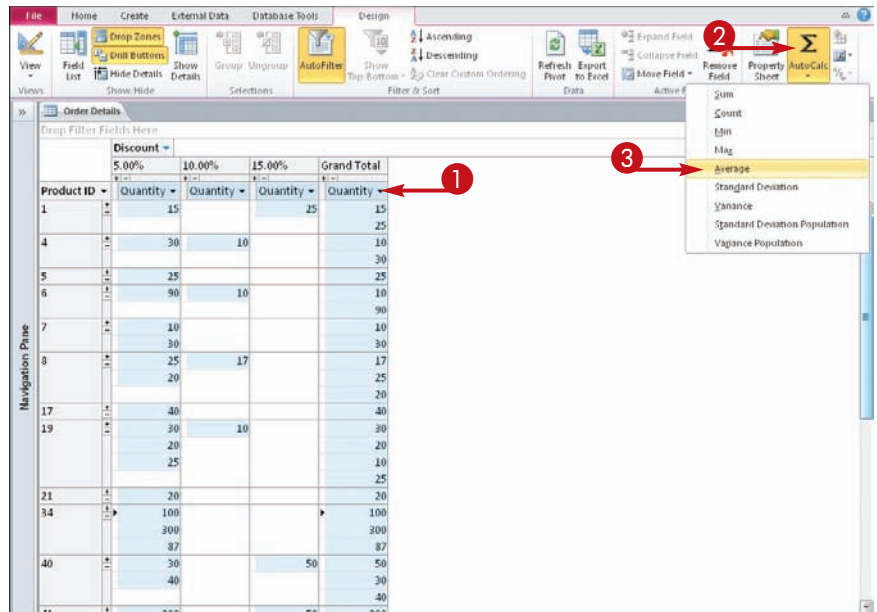 File Home Create External Data Database Tools Design
View
Field List
Drop Zones
Drill Buttons
Hide Details
Show Details
Group Ungroup
AutoFilter
Show Top/Bottom
Ascending
Descending
Clear Custom Ordering
Refresh Pivot
Export to Excel
Expand Field
Collapse Field
Move Field
Remove Field
Property Sheet
AutoCalc
Views Show/Hide Selections Filter & Sort Data Active F
2
Sum
Count
Min
Max
3
Average
Standard Deviation
Variance
Standard Deviation Population
Variance Population
Order Details
Drop Filter Fields Here
Discount
5.00% 10.00% 15.00% Grand Total
1
Product ID Quantity Quantity Quantity Quantity
1 15 25 15
25
4 30 10 10
30
5 25 25
6 90 10 10
90
7 10 10
30 30
8 25 17 17
20 25
20
17 40 40
19 30 10 30
20 20
25 10
25
21 20 20
34 100 100
300 300
87 87
40 30 50 50
40 30
40
Navigation Pane